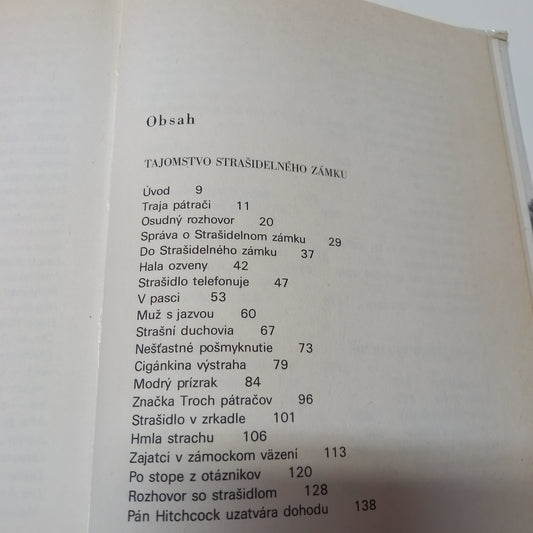 Obsah
TAJOMSTVO STRAŠIDELNÉHO ZÁMKU
Úvod 9
Traja pátrači 11
Osudný rozhovor 20
Správa o Strašidelnom zámku 29
Do Strašidelného zámku 37
Hala ozveny 42
Strašidlo telefonuje 47
V pasci 53
Muž s jazvou 60
Strašní duchovia 67
Nešťastné pošmyknutie 73
Cigánkina výstraha 79
Modrý prízrak 84
Značka Troch pátračov 96
Strašidlo v zrkadle 101
Hmla strachu 106
Zajatci v zámockom väzení 113
Po stope z otáznikov 120
Rozhovor so strašidlom 128
Pán Hitchcock uzatvára dohodu 138